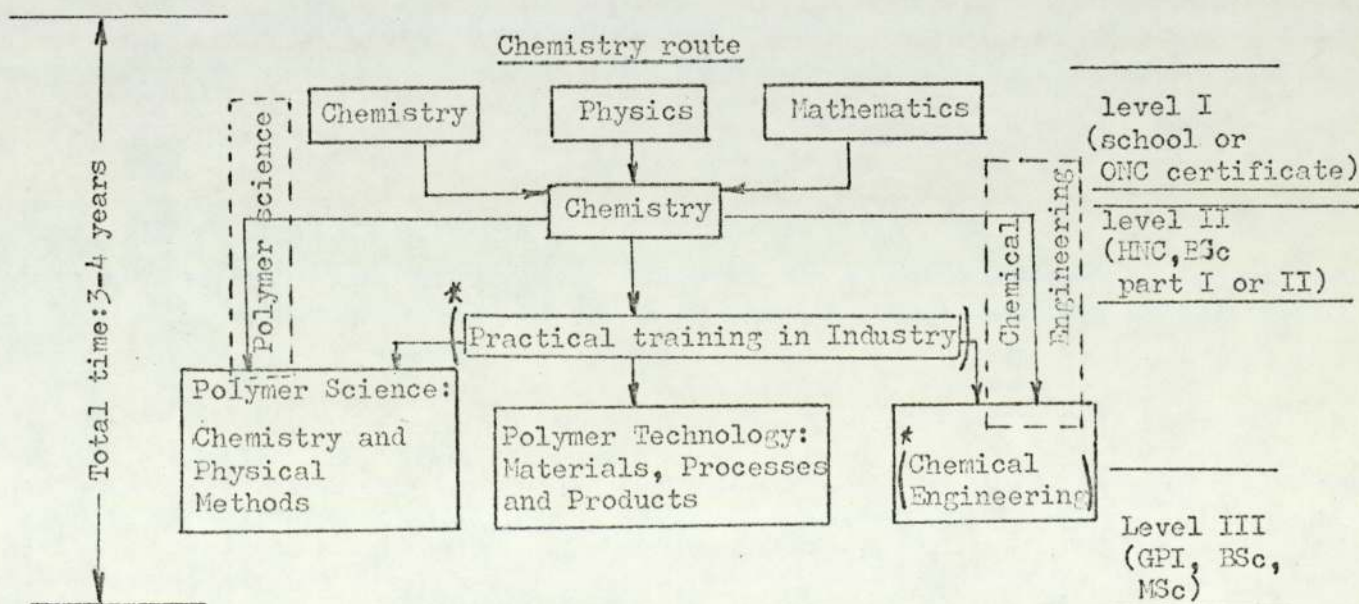 Chemistry route
Chemistry
Physics
Mathematics
level I
(school or
ONC certificate)
Chemistry
level II
(HNC, BSc
part I or II)
Total time:3-4 years
Polymer science
Chemical
Engineering
*
(Practical training in Industry)
Polymer Science:
Chemistry and
Physical
Methods
Polymer Technology:
Materials, Processes
and Products
*
(Chemical
Engineering)
Level III
(GPI, BSc,
MSc)